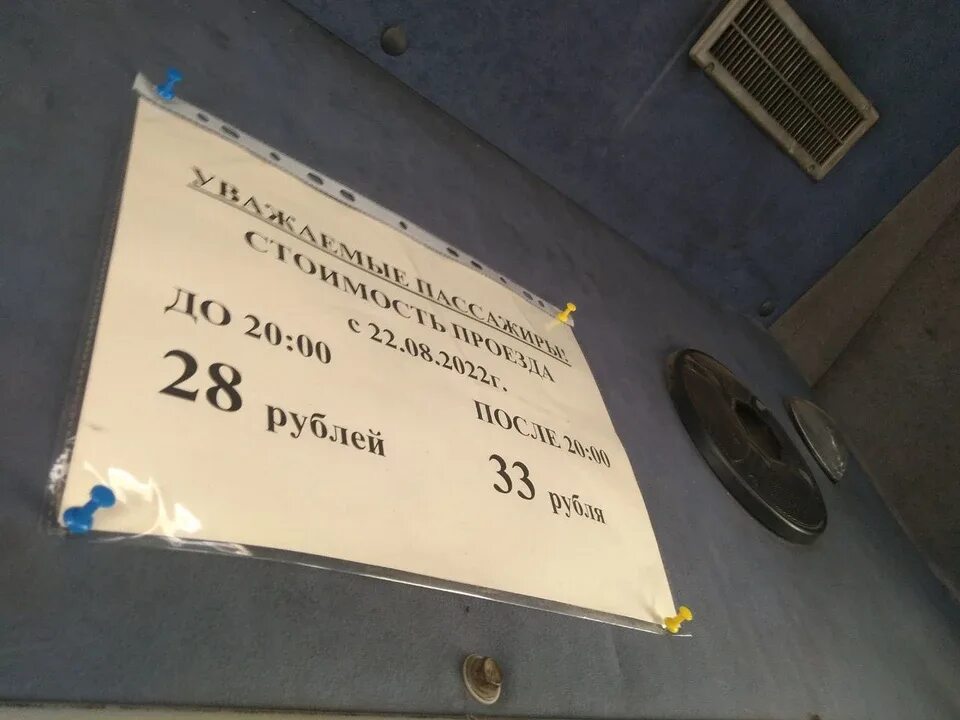 УВАЖАЕМЫЕ ПАССАЖИРЫ!
СТОИМОСТЬ ПРОЕЗДА
с 22.08.2022г.
ДО 20:00
28 рублей
ПОСЛЕ 20:00
33 рубля